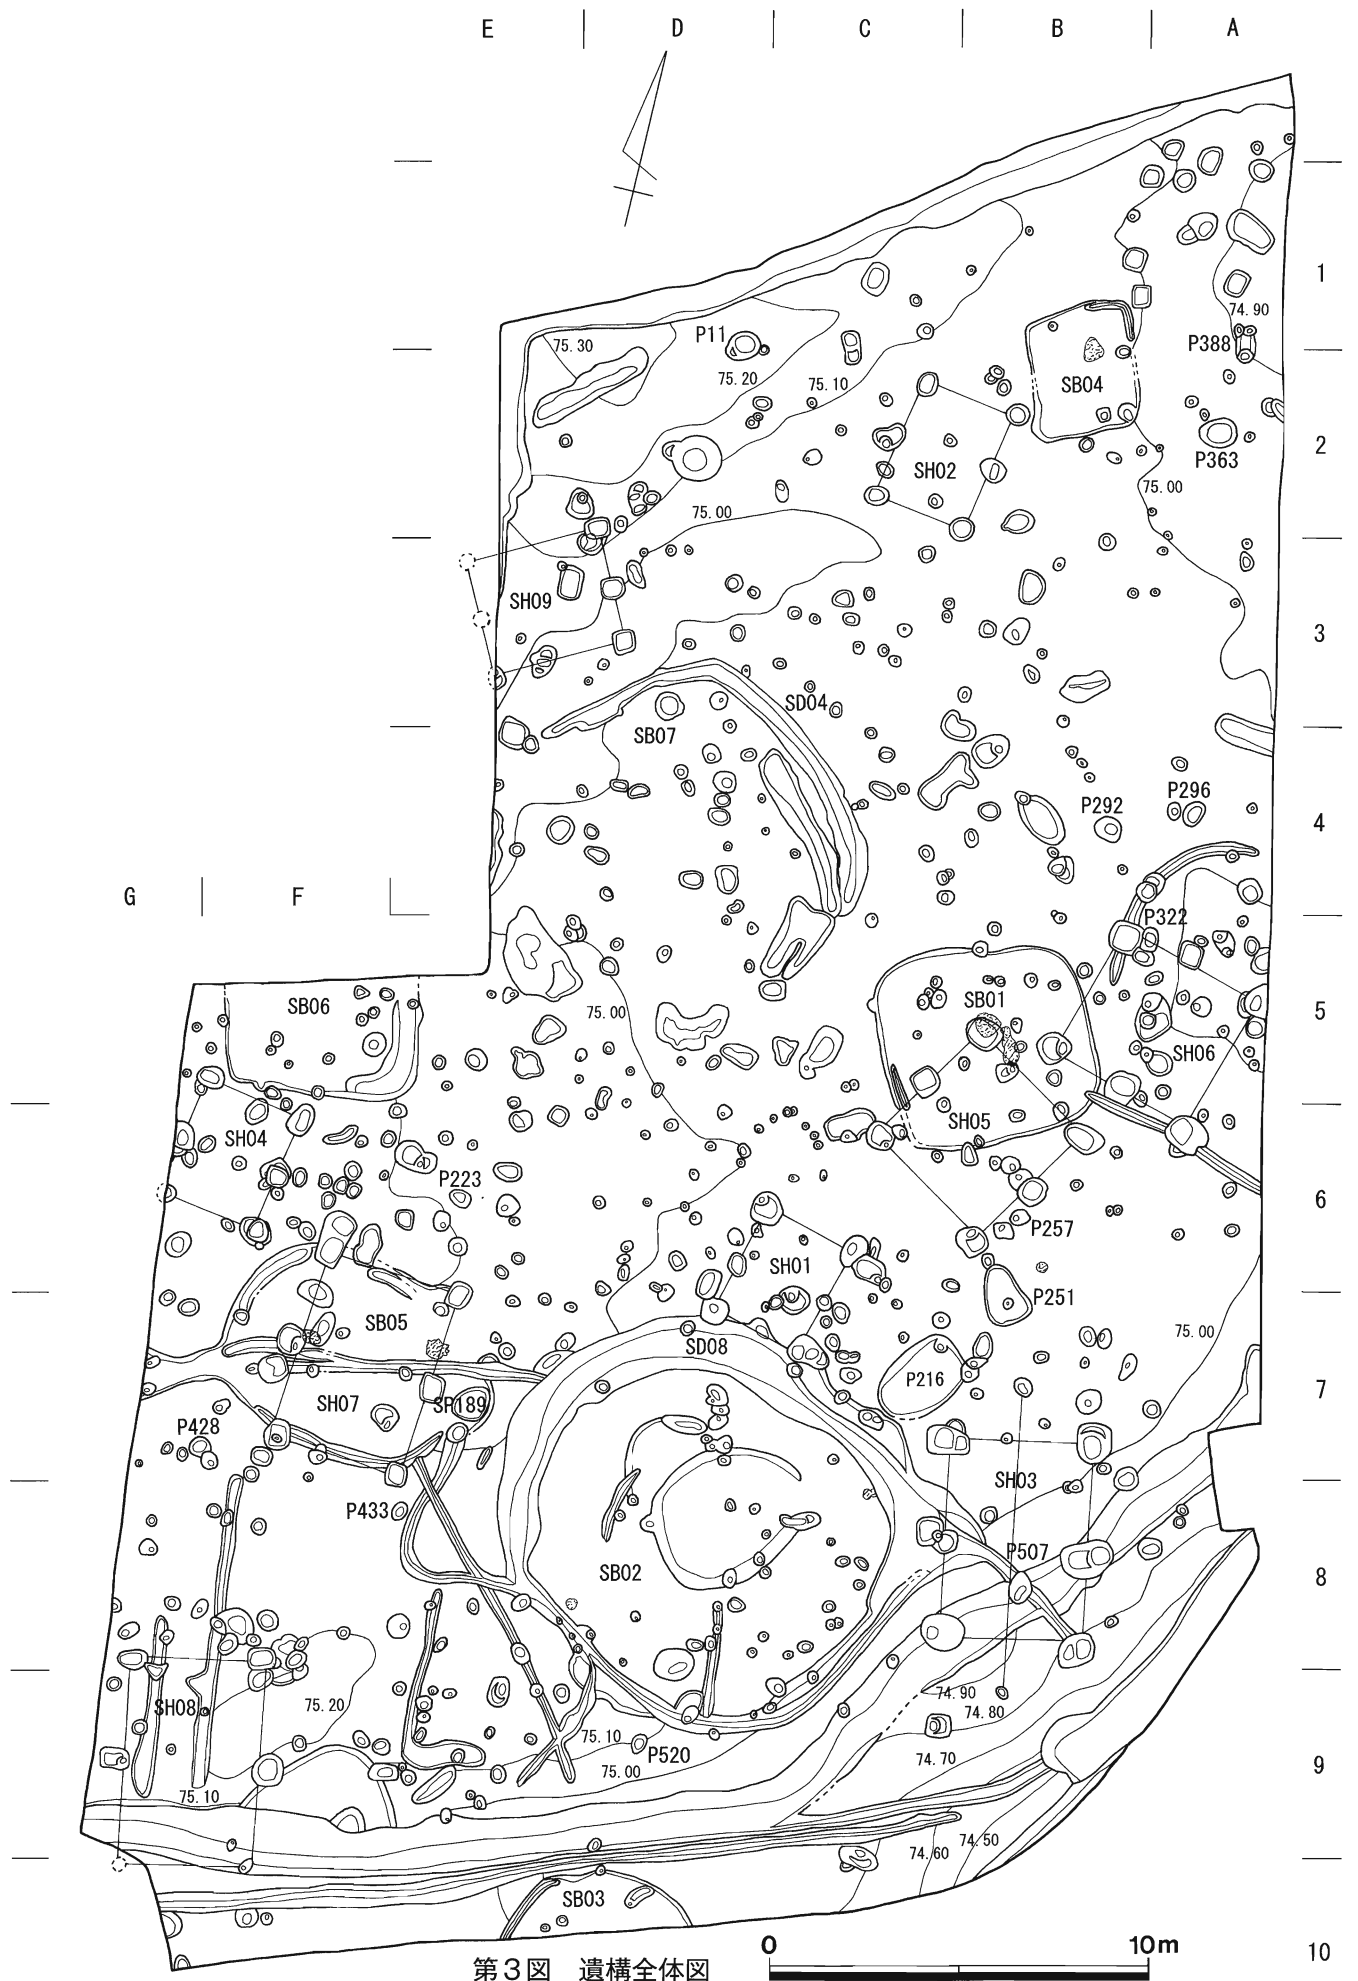 E D C B A
1
75.30
P11
74.90
P388
75.20
75.10
SB04
2
SH02
P363
75.00
75.00
SH09
3
SD04
SB07
P292
P296
4
G F
P322
SB06
75.00
SB01
5
SH06
SH04
SH05
P223
6
P257
SH01
P251
SB05
SD08
75.00
P216
SH07
SP189
7
P428
SH03
P433
P507
SB02
8
SH08
75.20
74.90
74.80
75.10
P520
74.70
75.00
9
75.10
74.50
74.60
SB03
0 10m
10
第3図 遺構全体図